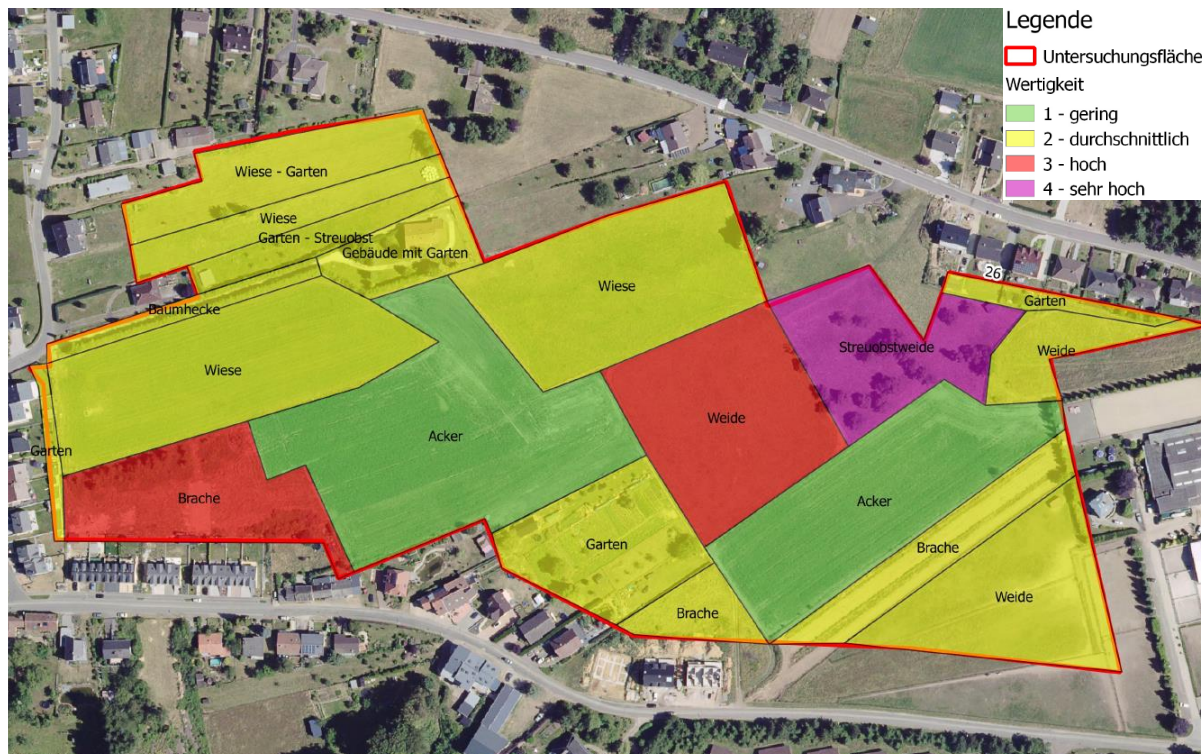 Legende
Untersuchungsfläche
Wertigkeit
1 - gering
2 - durchschnittlich
3 - hoch
4 - sehr hoch
Wiese - Garten
Wiese
Garten - Streuobst
Gebäude mit Garten
Baumhecke
Wiese
26
Garten
Streuobstweide
Weide
Wiese
Weide
Acker
Garten
Brache
Acker
Garten
Brache
Brache
Weide